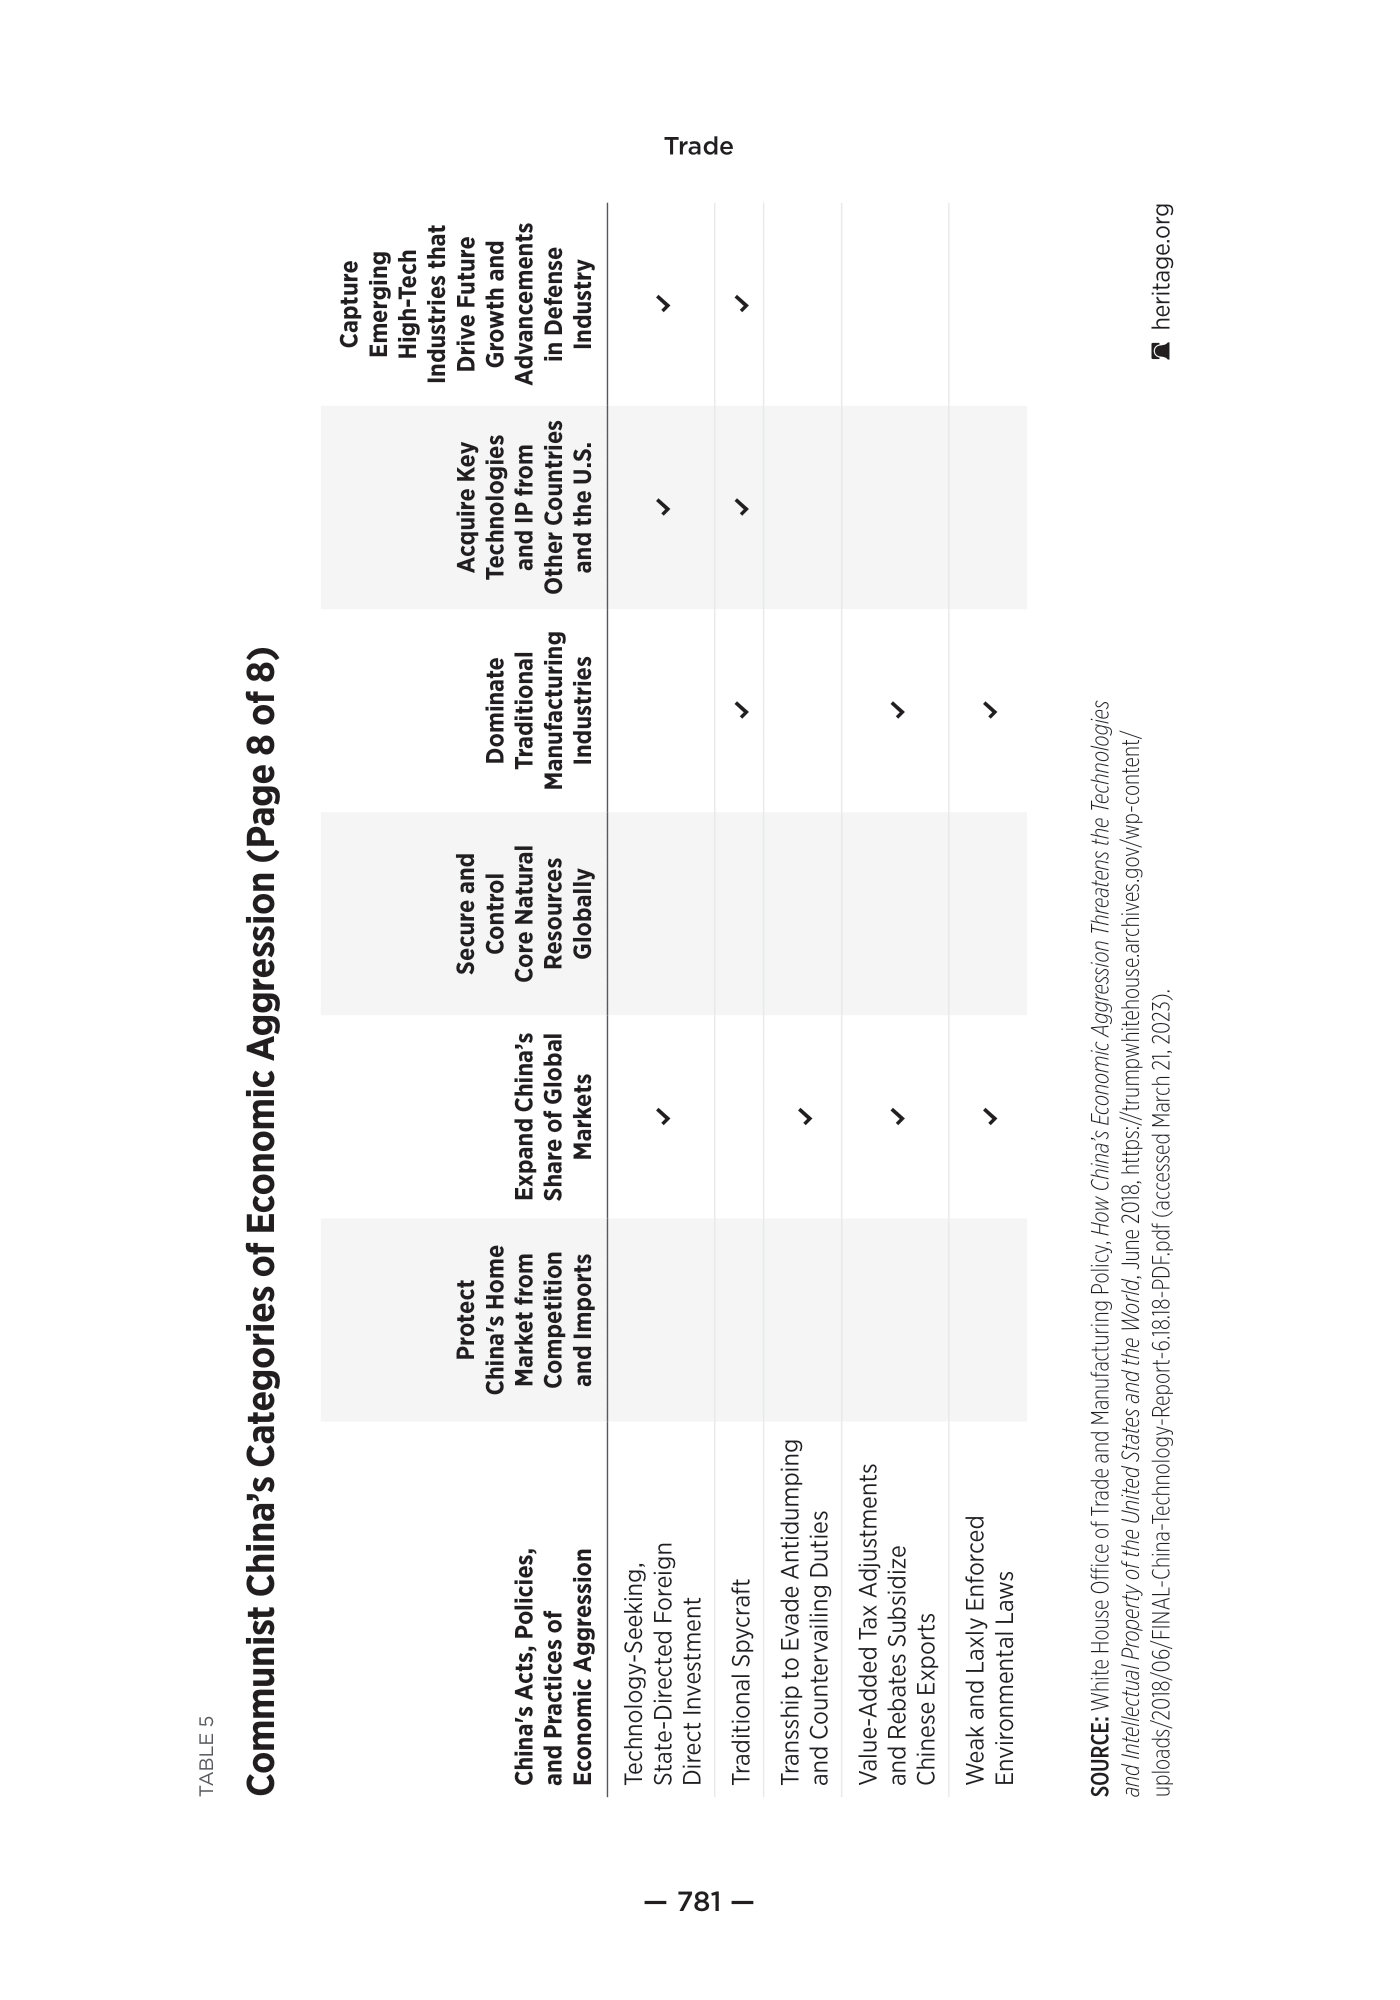 Trade
TABLE 5
Communist China's Categories of Economic Aggression (Page 8 of 8)
China's Acts, Policies,
and Practices of
Economic Aggression
Protect
China's Home
Market from
Competition
and Imports
Expand China's
Share of Global
Markets
Secure and
Control
Core Natural
Resources
Globally
Dominate
Traditional
Manufacturing
Industries
Acquire Key
Technologies
and IP from
Other Countries
and the U.S.
Capture
Emerging
High-Tech
Industries that
Drive Future
Growth and
Advancements
in Defense
Industry
Technology-Seeking,
State-Directed Foreign
Direct Investment
✓ ✓ ✓
Traditional Spycraft
✓ ✓ ✓
Transship to Evade Antidumping
and Countervailing Duties
✓
Value-Added Tax Adjustments
and Rebates Subsidize
Chinese Exports
✓ ✓
Weak and Laxly Enforced
Environmental Laws
✓ ✓
SOURCE: White House Office of Trade and Manufacturing Policy, How China's Economic Aggression Threatens the Technologies
and Intellectual Property of the United States and the World, June 2018, https://trumpwhitehouse.archives.gov/wp-content/
uploads/2018/06/FINAL-China-Technology-Report-6.18.18-PDF.pdf (accessed March 21, 2023).
heritage.org
— 781 —